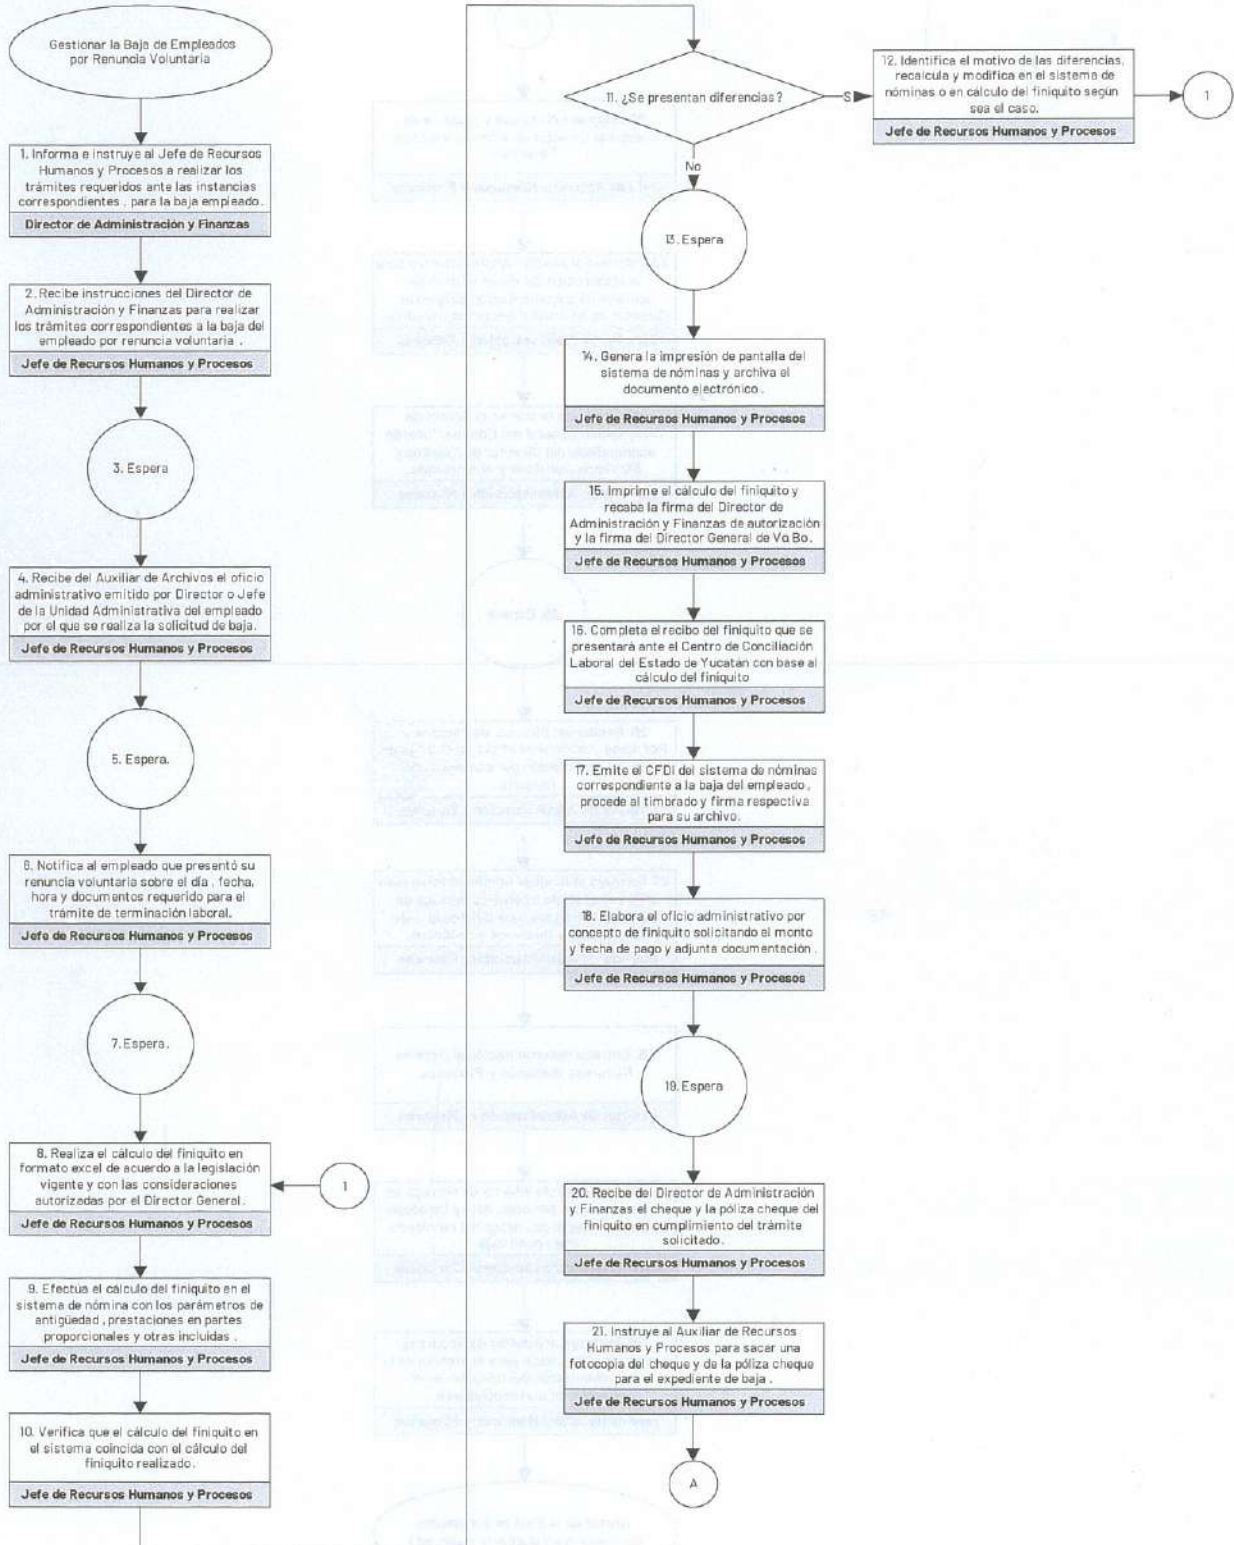 Gestionar la Baja de Empleados
por Renuncia Voluntaria
1. Informa e instruye al Jefe de Recursos
Humanos y Procesos a realizar los
trámites requeridos ante las instancias
correspondientes , para la baja empleado.
Director de Administración y Finanzas
2. Recibe instrucciones del Director de
Administración y Finanzas para realizar
los trámites correspondientes a la baja del
empleado por renuncia voluntaria .
Jefe de Recursos Humanos y Procesos
3. Espera
4. Recibe del Auxiliar de Archivos el oficio
administrativo emitido por Director o Jefe
de la Unidad Administrativa del empleado
por el que se realiza la solicitud de baja.
Jefe de Recursos Humanos y Procesos
5. Espera.
6. Notifica al empleado que presentó su
renuncia voluntaria sobre el día , fecha,
hora y documentos requerido para el
trámite de terminación laboral.
Jefe de Recursos Humanos y Procesos
7. Espera .
8. Realiza el cálculo del finiquito en
formato excel de acuerdo a la legislación
vigente y con las consideraciones
autorizadas por el Director General.
Jefe de Recursos Humanos y Procesos
1
9. Efectúa el cálculo del finiquito en el
sistema de nómina con los parámetros de
antigüedad , prestaciones en partes
proporcionales y otras incluidas .
Jefe de Recursos Humanos y Procesos
10. Verifica que el cálculo del finiquito en
el sistema coincida con el cálculo del
finiquito realizado.
Jefe de Recursos Humanos y Procesos
11. ¿Se presentan diferencias?
S
12. Identifica el motivo de las diferencias,
recalcula y modifica en el sistema de
nóminas o en cálculo del finiquito según
sea el caso.
Jefe de Recursos Humanos y Procesos
1
No
13. Espera
14. Genera la impresión de pantalla del
sistema de nóminas y archiva el
documento electrónico .
Jefe de Recursos Humanos y Procesos
15. Imprime el cálculo del finiquito y
recaba la firma del Director de
Administración y Finanzas de autorización
y la firma del Director General de Vo Bo.
Jefe de Recursos Humanos y Procesos
16. Completa el recibo del finiquito que se
presentará ante el Centro de Conciliación
Laboral del Estado de Yucatán con base al
cálculo del finiquito
Jefe de Recursos Humanos y Procesos
17. Emite el CFDI del sistema de nóminas
correspondiente a la baja del empleado ,
procede al timbrado y firma respectiva
para su archivo.
Jefe de Recursos Humanos y Procesos
18. Elabora el oficio administrativo por
concepto de finiquito solicitando el monto
y fecha de pago y adjunta documentación .
Jefe de Recursos Humanos y Procesos
19. Espera
20. Recibe del Director de Administración
y Finanzas el cheque y la póliza cheque del
finiquito en cumplimiento del trámite
solicitado.
Jefe de Recursos Humanos y Procesos
21. Instruye al Auxiliar de Recursos
Humanos y Procesos para sacar una
fotocopia del cheque y de la póliza cheque
para el expediente de baja .
Jefe de Recursos Humanos y Procesos
A